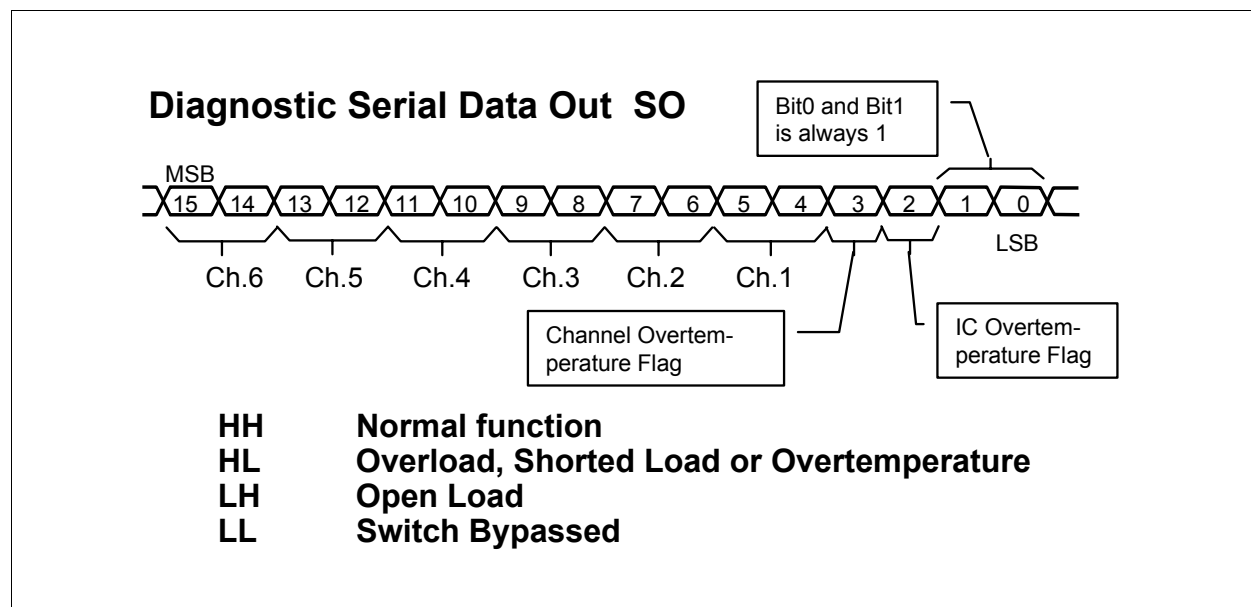 Diagnostic Serial Data Out SO
Bit0 and Bit1
is always 1
MSB
15 14 13 12 11 10 9 8 7 6 5 4 3 2 1 0
LSB
Ch.6 Ch.5 Ch.4 Ch.3 Ch.2 Ch.1
Channel Overtem-
perature Flag
IC Overtem-
perature Flag
HH Normal function
HL Overload, Shorted Load or Overtemperature
LH Open Load
LL Switch Bypassed